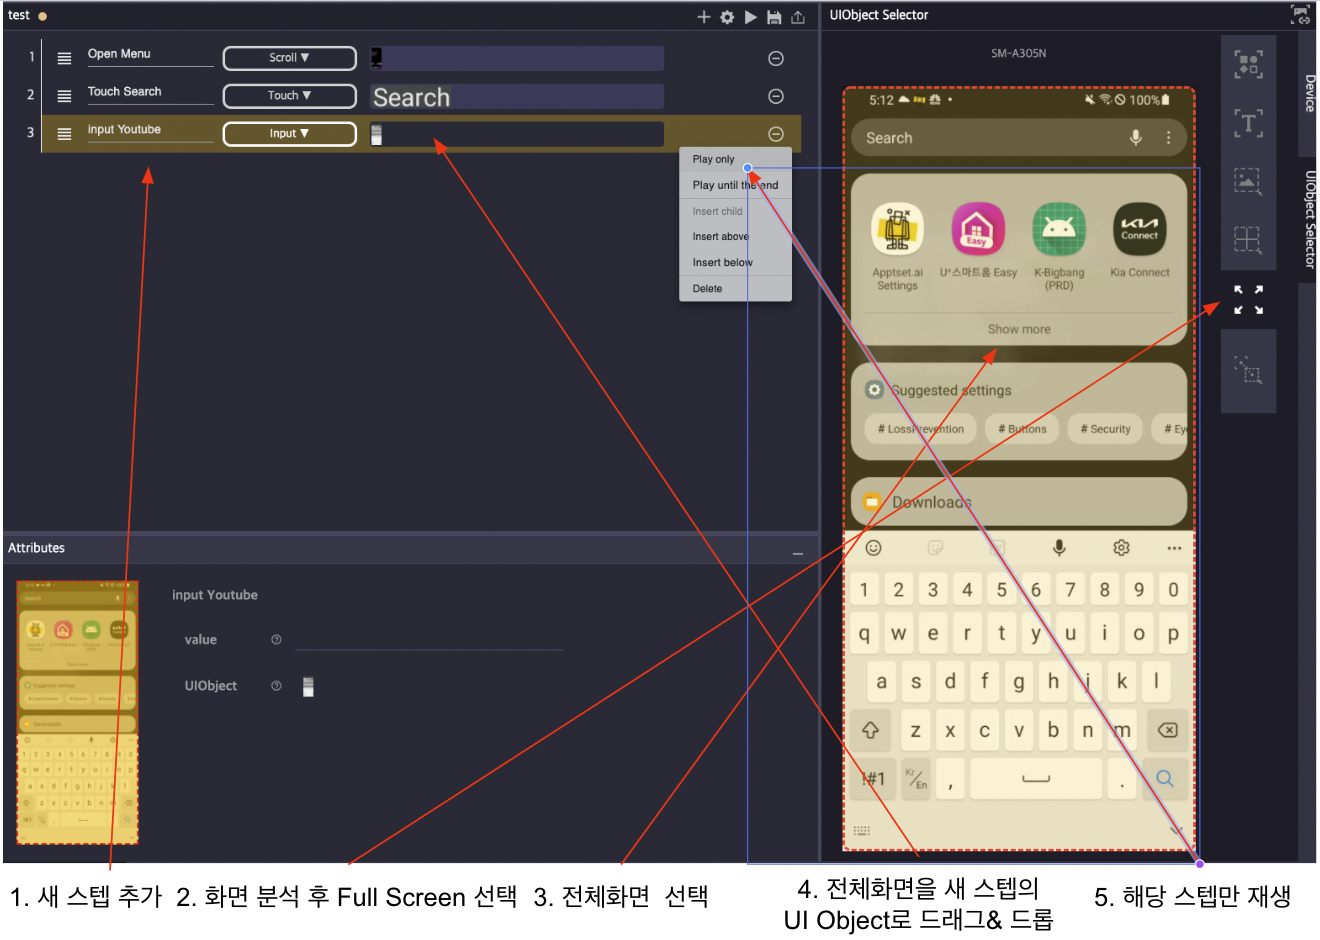 test
UIObject Selector
1
Open Menu
Scroll ▼
2
Touch Search
Touch ▼
Search
3
input Youtube
Input ▼
Play only
Play until the end
Insert child
Insert above
Insert below
Delete
SM-A305N
Device
UIObject Selector
5:12
100%
Search
Apptset.ai
Settings
U⁺스마트홈 Easy
K-Bigbang
(PRD)
Kia Connect
Easy
KIA
Connect
Show more
Suggested settings
# LossPrevention
# Buttons
# Security
# Eye
Downloads
1 2 3 4 5 6 7 8 9 0
q w e r t y u i o p
a s d f g h j k l
z x c v b n m
!#1 Kr/En , .
Attributes
input Youtube
value
UIObject
1. 새 스텝 추가
2. 화면 분석 후 Full Screen 선택
3. 전체화면 선택
4. 전체화면을 새 스텝의
UI Object로 드래그& 드롭
5. 해당 스텝만 재생